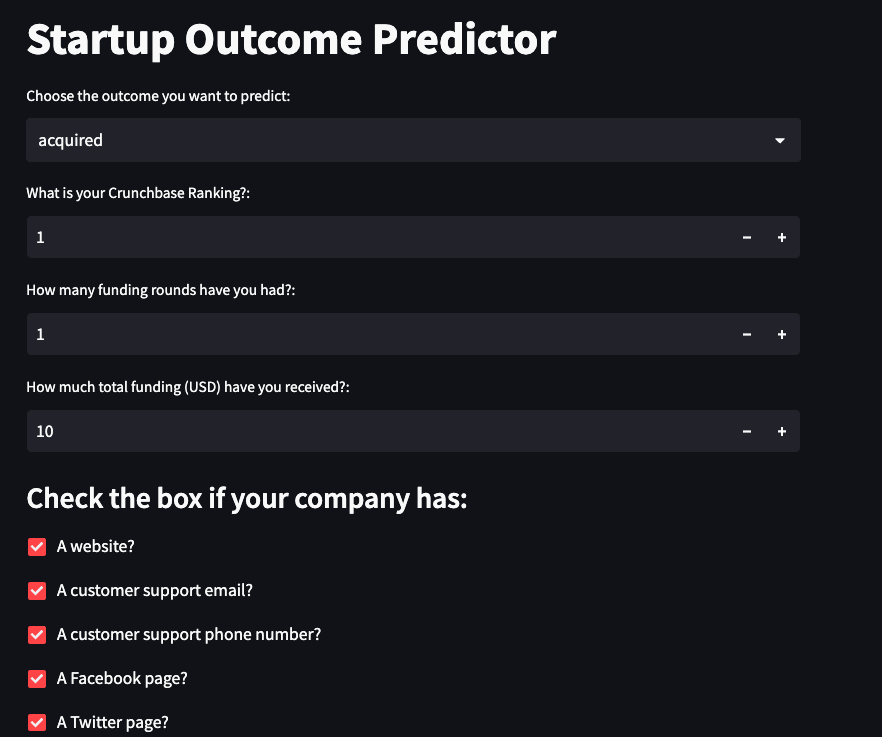 Startup Outcome Predictor
Choose the outcome you want to predict:
acquired
What is your Crunchbase Ranking?:
1
How many funding rounds have you had?:
1
How much total funding (USD) have you received?:
10
Check the box if your company has:
A website?
A customer support email?
A customer support phone number?
A Facebook page?
A Twitter page?